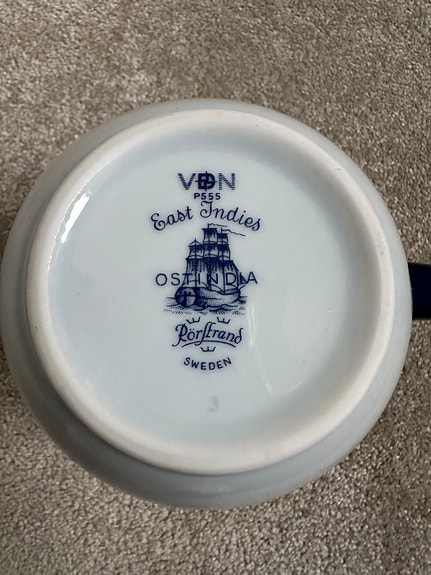 VDN
P555
East Indies
OSTINDIA
Rörstrand
SWEDEN